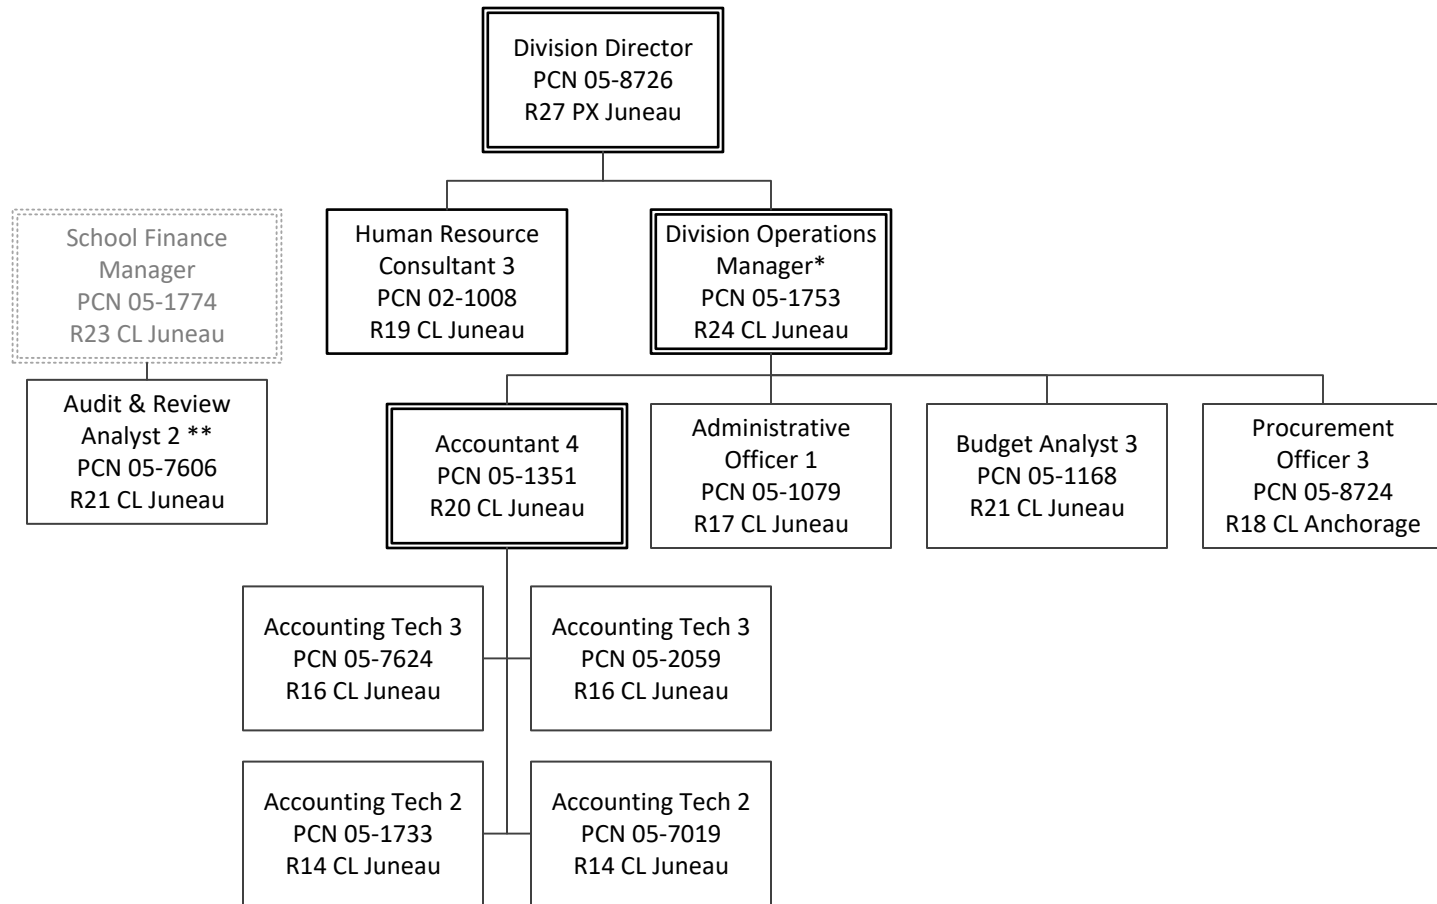 Division Director
PCN 05-8726
R27 PX Juneau
School Finance
Manager
PCN 05-1774
R23 CL Juneau
Human Resource
Consultant 3
PCN 02-1008
R19 CL Juneau
Division Operations
Manager*
PCN 05-1753
R24 CL Juneau
Audit & Review
Analyst 2 **
PCN 05-7606
R21 CL Juneau
Accountant 4
PCN 05-1351
R20 CL Juneau
Administrative
Officer 1
PCN 05-1079
R17 CL Juneau
Budget Analyst 3
PCN 05-1168
R21 CL Juneau
Procurement
Officer 3
PCN 05-8724
R18 CL Anchorage
Accounting Tech 3
PCN 05-7624
R16 CL Juneau
Accounting Tech 3
PCN 05-2059
R16 CL Juneau
Accounting Tech 2
PCN 05-1733
R14 CL Juneau
Accounting Tech 2
PCN 05-7019
R14 CL Juneau